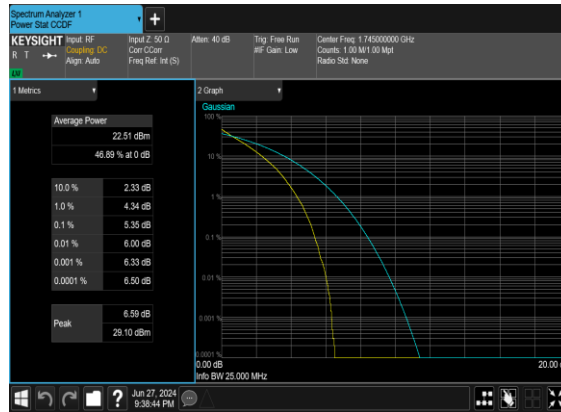 Spectrum Analyzer 1
Power Stat CCDF
KEYSIGHT
R T
Input: RF
Coupling: DC
Align: Auto
Input Z: 50 Ω
Corr CCorr
Freq Ref: Int (S)
Atten: 40 dB
Trig: Free Run
#IF Gain: Low
Center Freq: 1.745000000 GHz
Counts: 1.00 M/1.00 Mpt
Radio Std: None
1 Metrics
Average Power
22.51 dBm
46.89 % at 0 dB
10.0 % 2.33 dB
1.0 % 4.34 dB
0.1 % 5.35 dB
0.01 % 6.00 dB
0.001 % 6.33 dB
0.0001 % 6.50 dB
Peak
6.59 dB
29.10 dBm
2 Graph
Gaussian
100 %
10 %
1 %
0.1 %
0.01 %
0.001 %
0.0001 %
0.00 dB
20.00
Info BW 25.000 MHz
?
Jun 27, 2024
9:38:44 PM